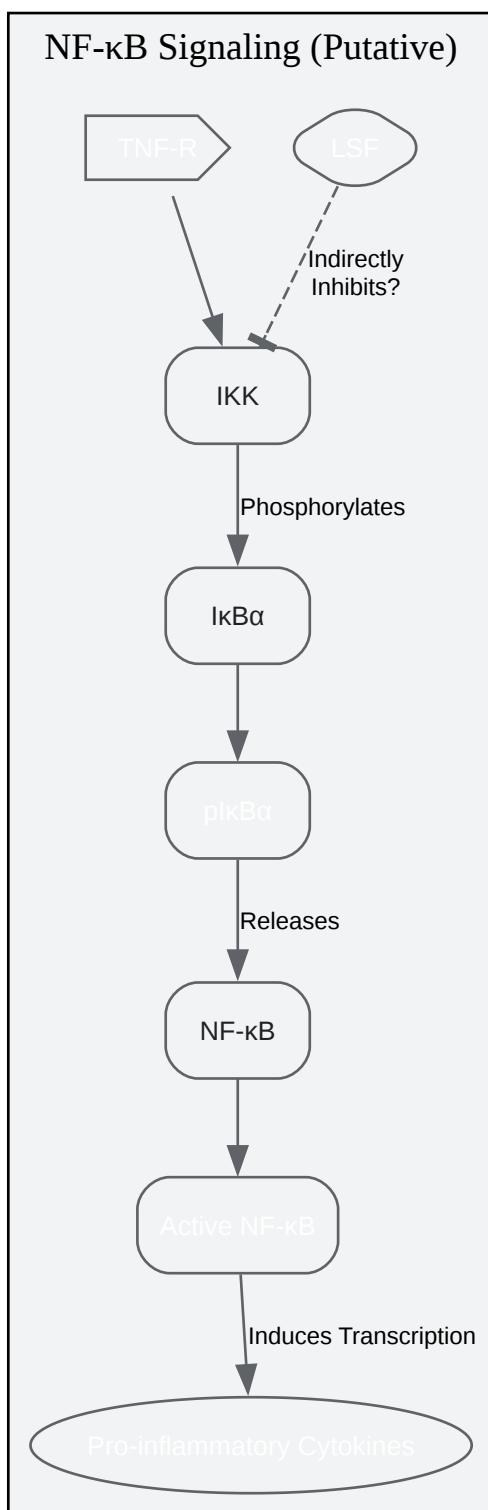 NF-κB Signaling (Putative)
TNF-R
LSF
Indirectly
Inhibits?
IKK
Phosphorylates
IκBα
pIκBα
Releases
NF-κB
Active NF-κB
Induces Transcription
Pro-inflammatory Cytokines